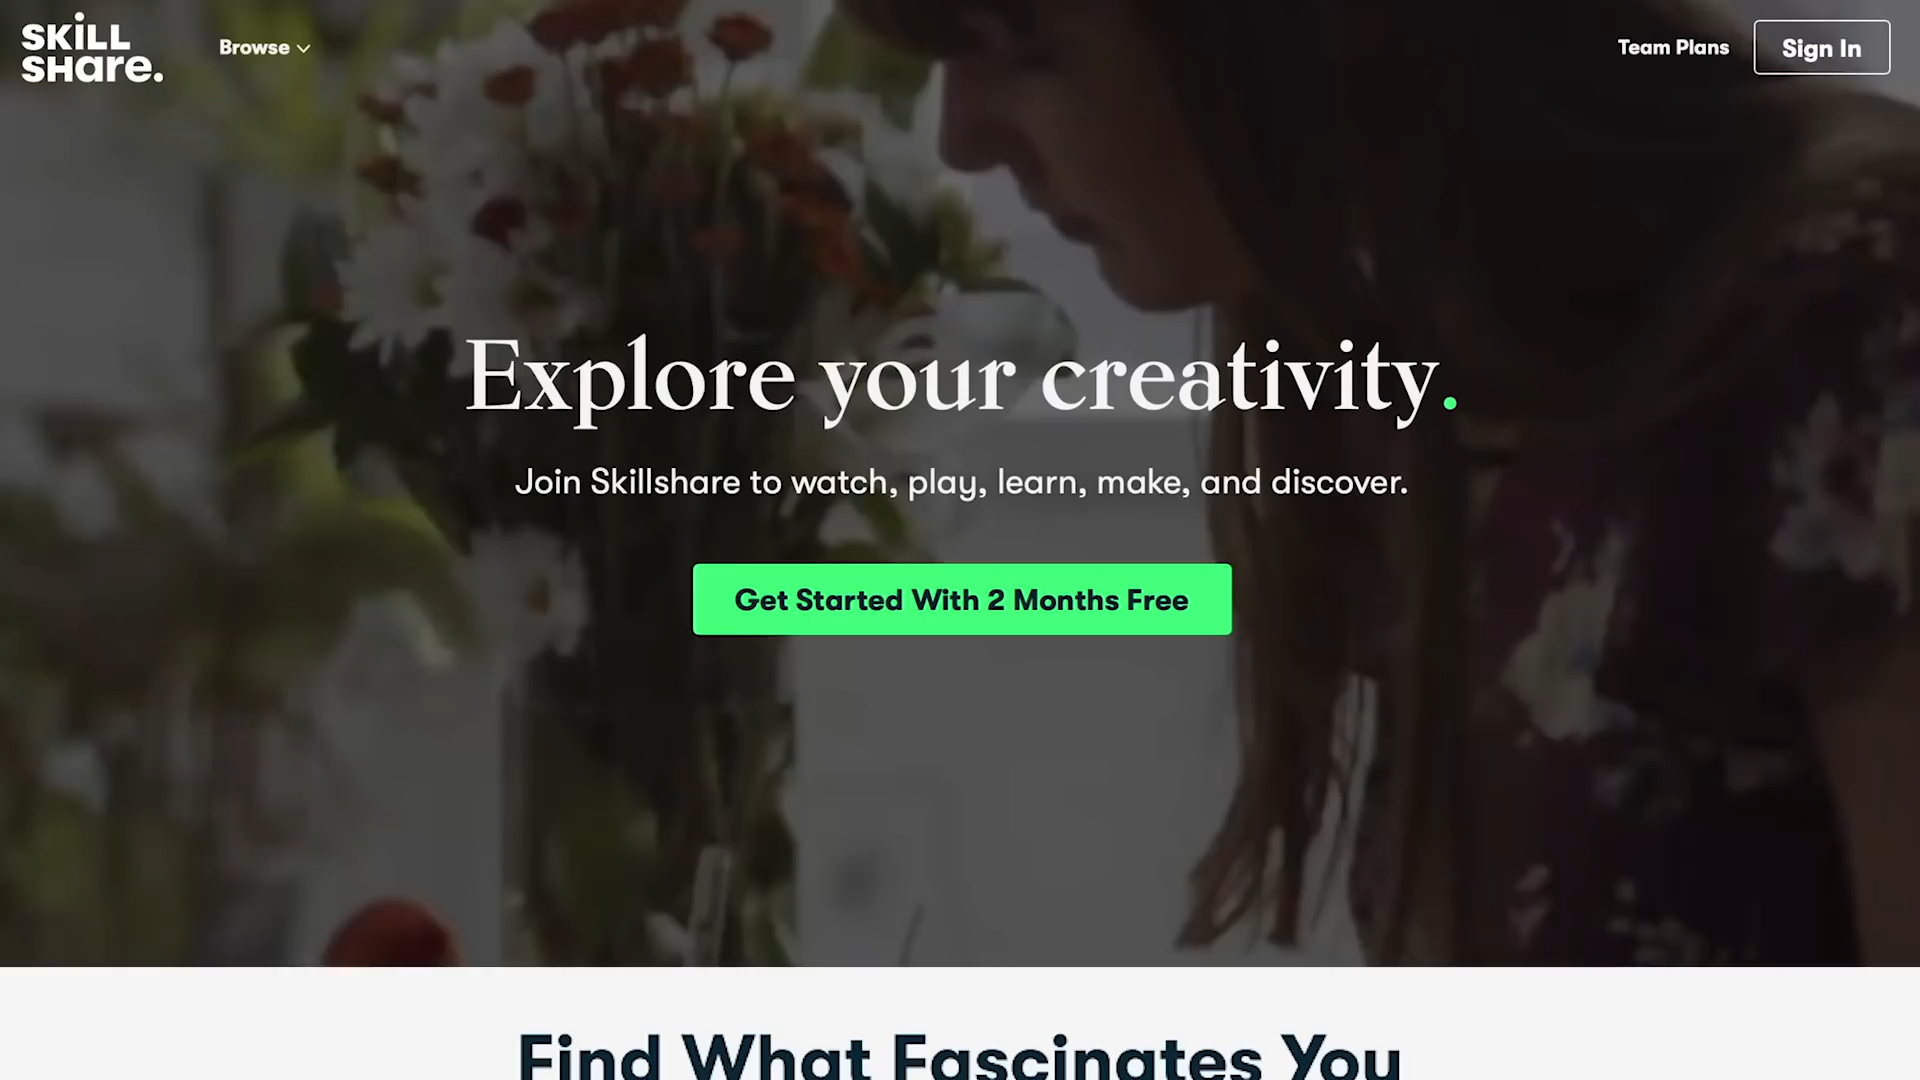 SKiLL
SHare.
Browse
Team Plans
Sign In
Explore your creativity.
Join Skillshare to watch, play, learn, make, and discover.
Get Started With 2 Months Free
Find What Fascinates You